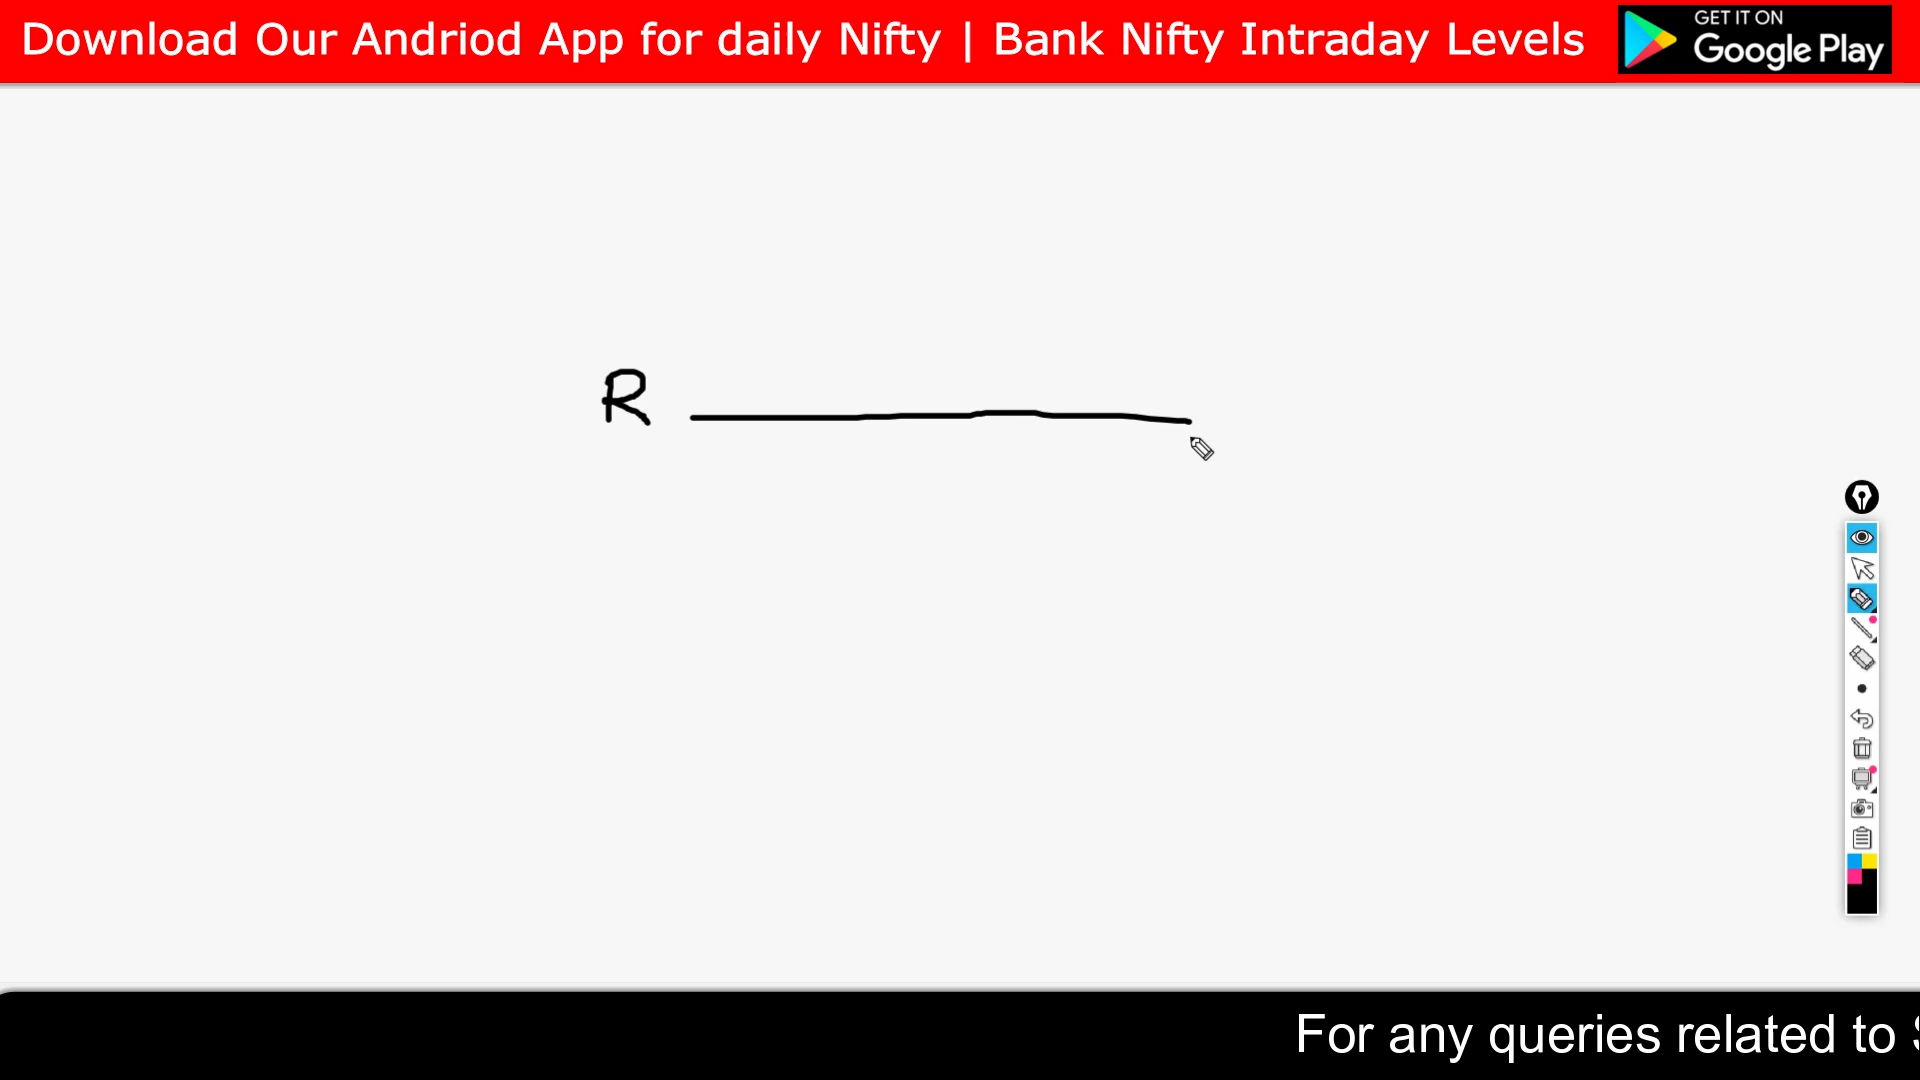 Download Our Andriod App for daily Nifty | Bank Nifty Intraday Levels
GET IT ON
Google Play
R
For any queries related to